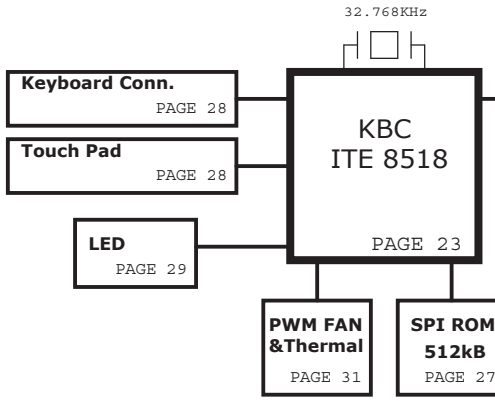 32.768KHz
Keyboard Conn.
PAGE 28
Touch Pad
PAGE 28
KBC
ITE 8518
PAGE 23
LED
PAGE 29
PWM FAN
&Thermal
PAGE 31
SPI ROM
512kB
PAGE 27